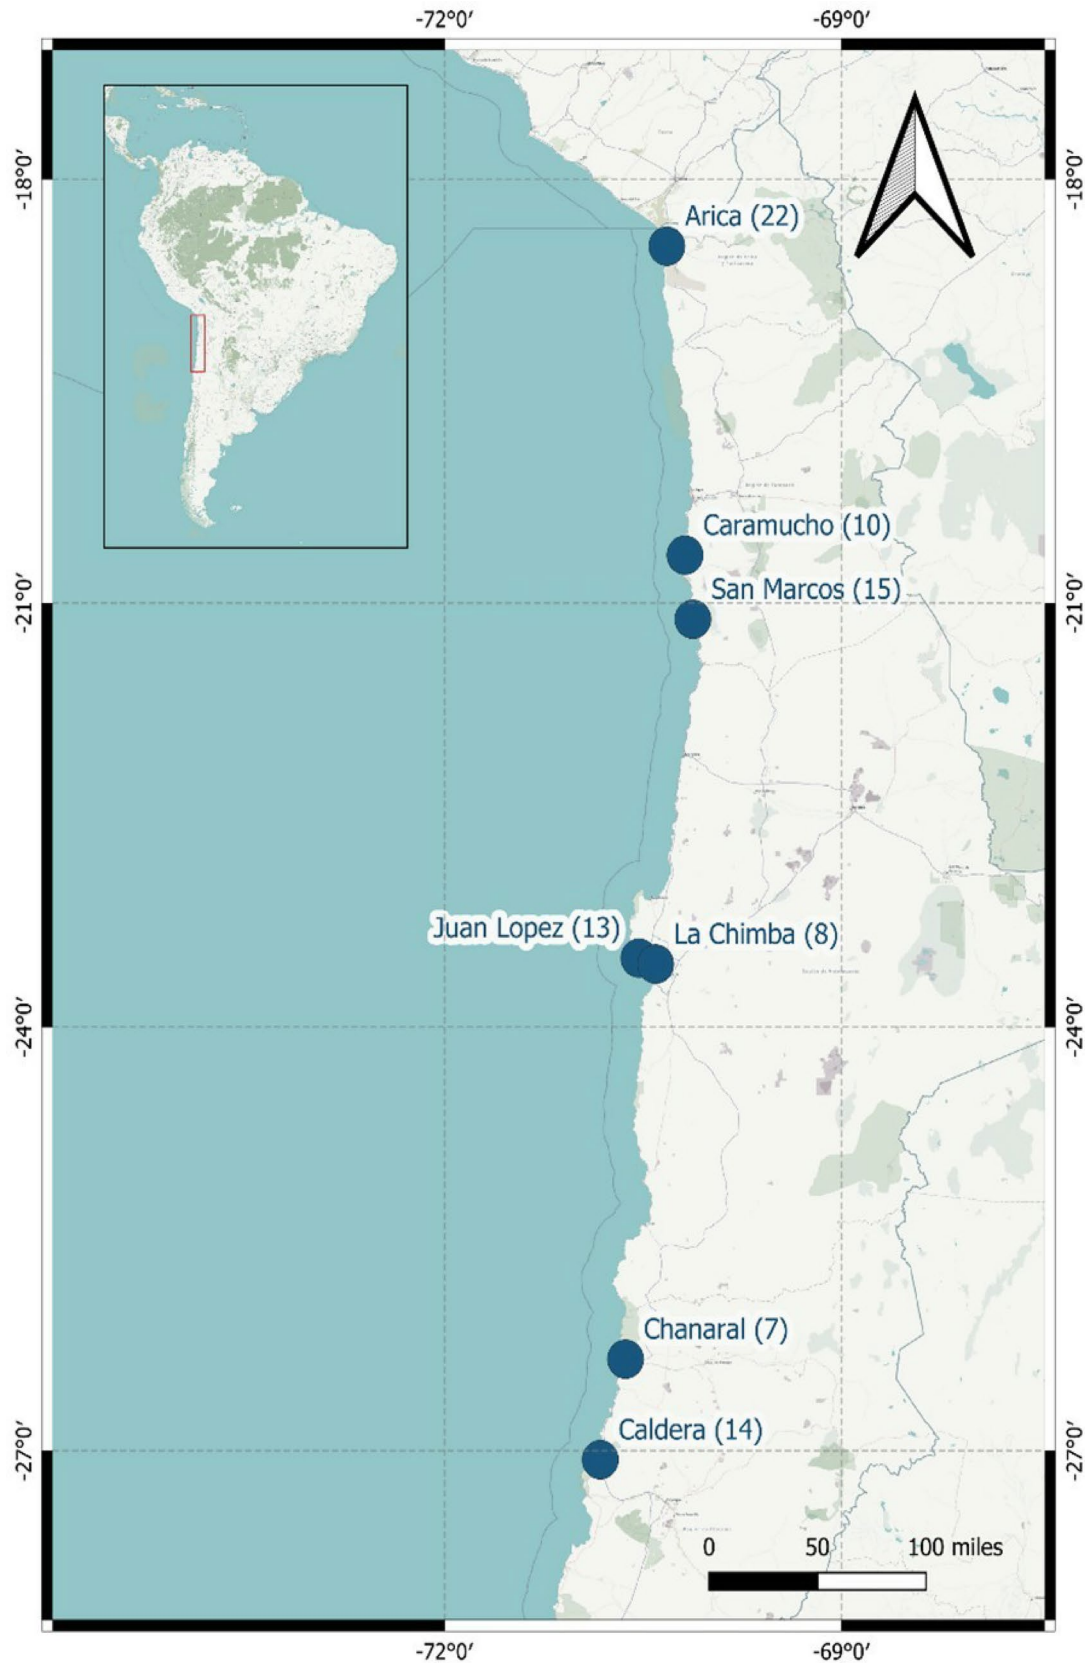 -72°0′ -69°0′
-18°0′ -18°0′
Arica (22)
Caramucho (10)
San Marcos (15)
-21°0′ -21°0′
Juan Lopez (13) La Chimba (8)
-24°0′ -24°0′
Chanaral (7)
Caldera (14)
-27°0′ -27°0′
0 50 100 miles
-72°0′ -69°0′